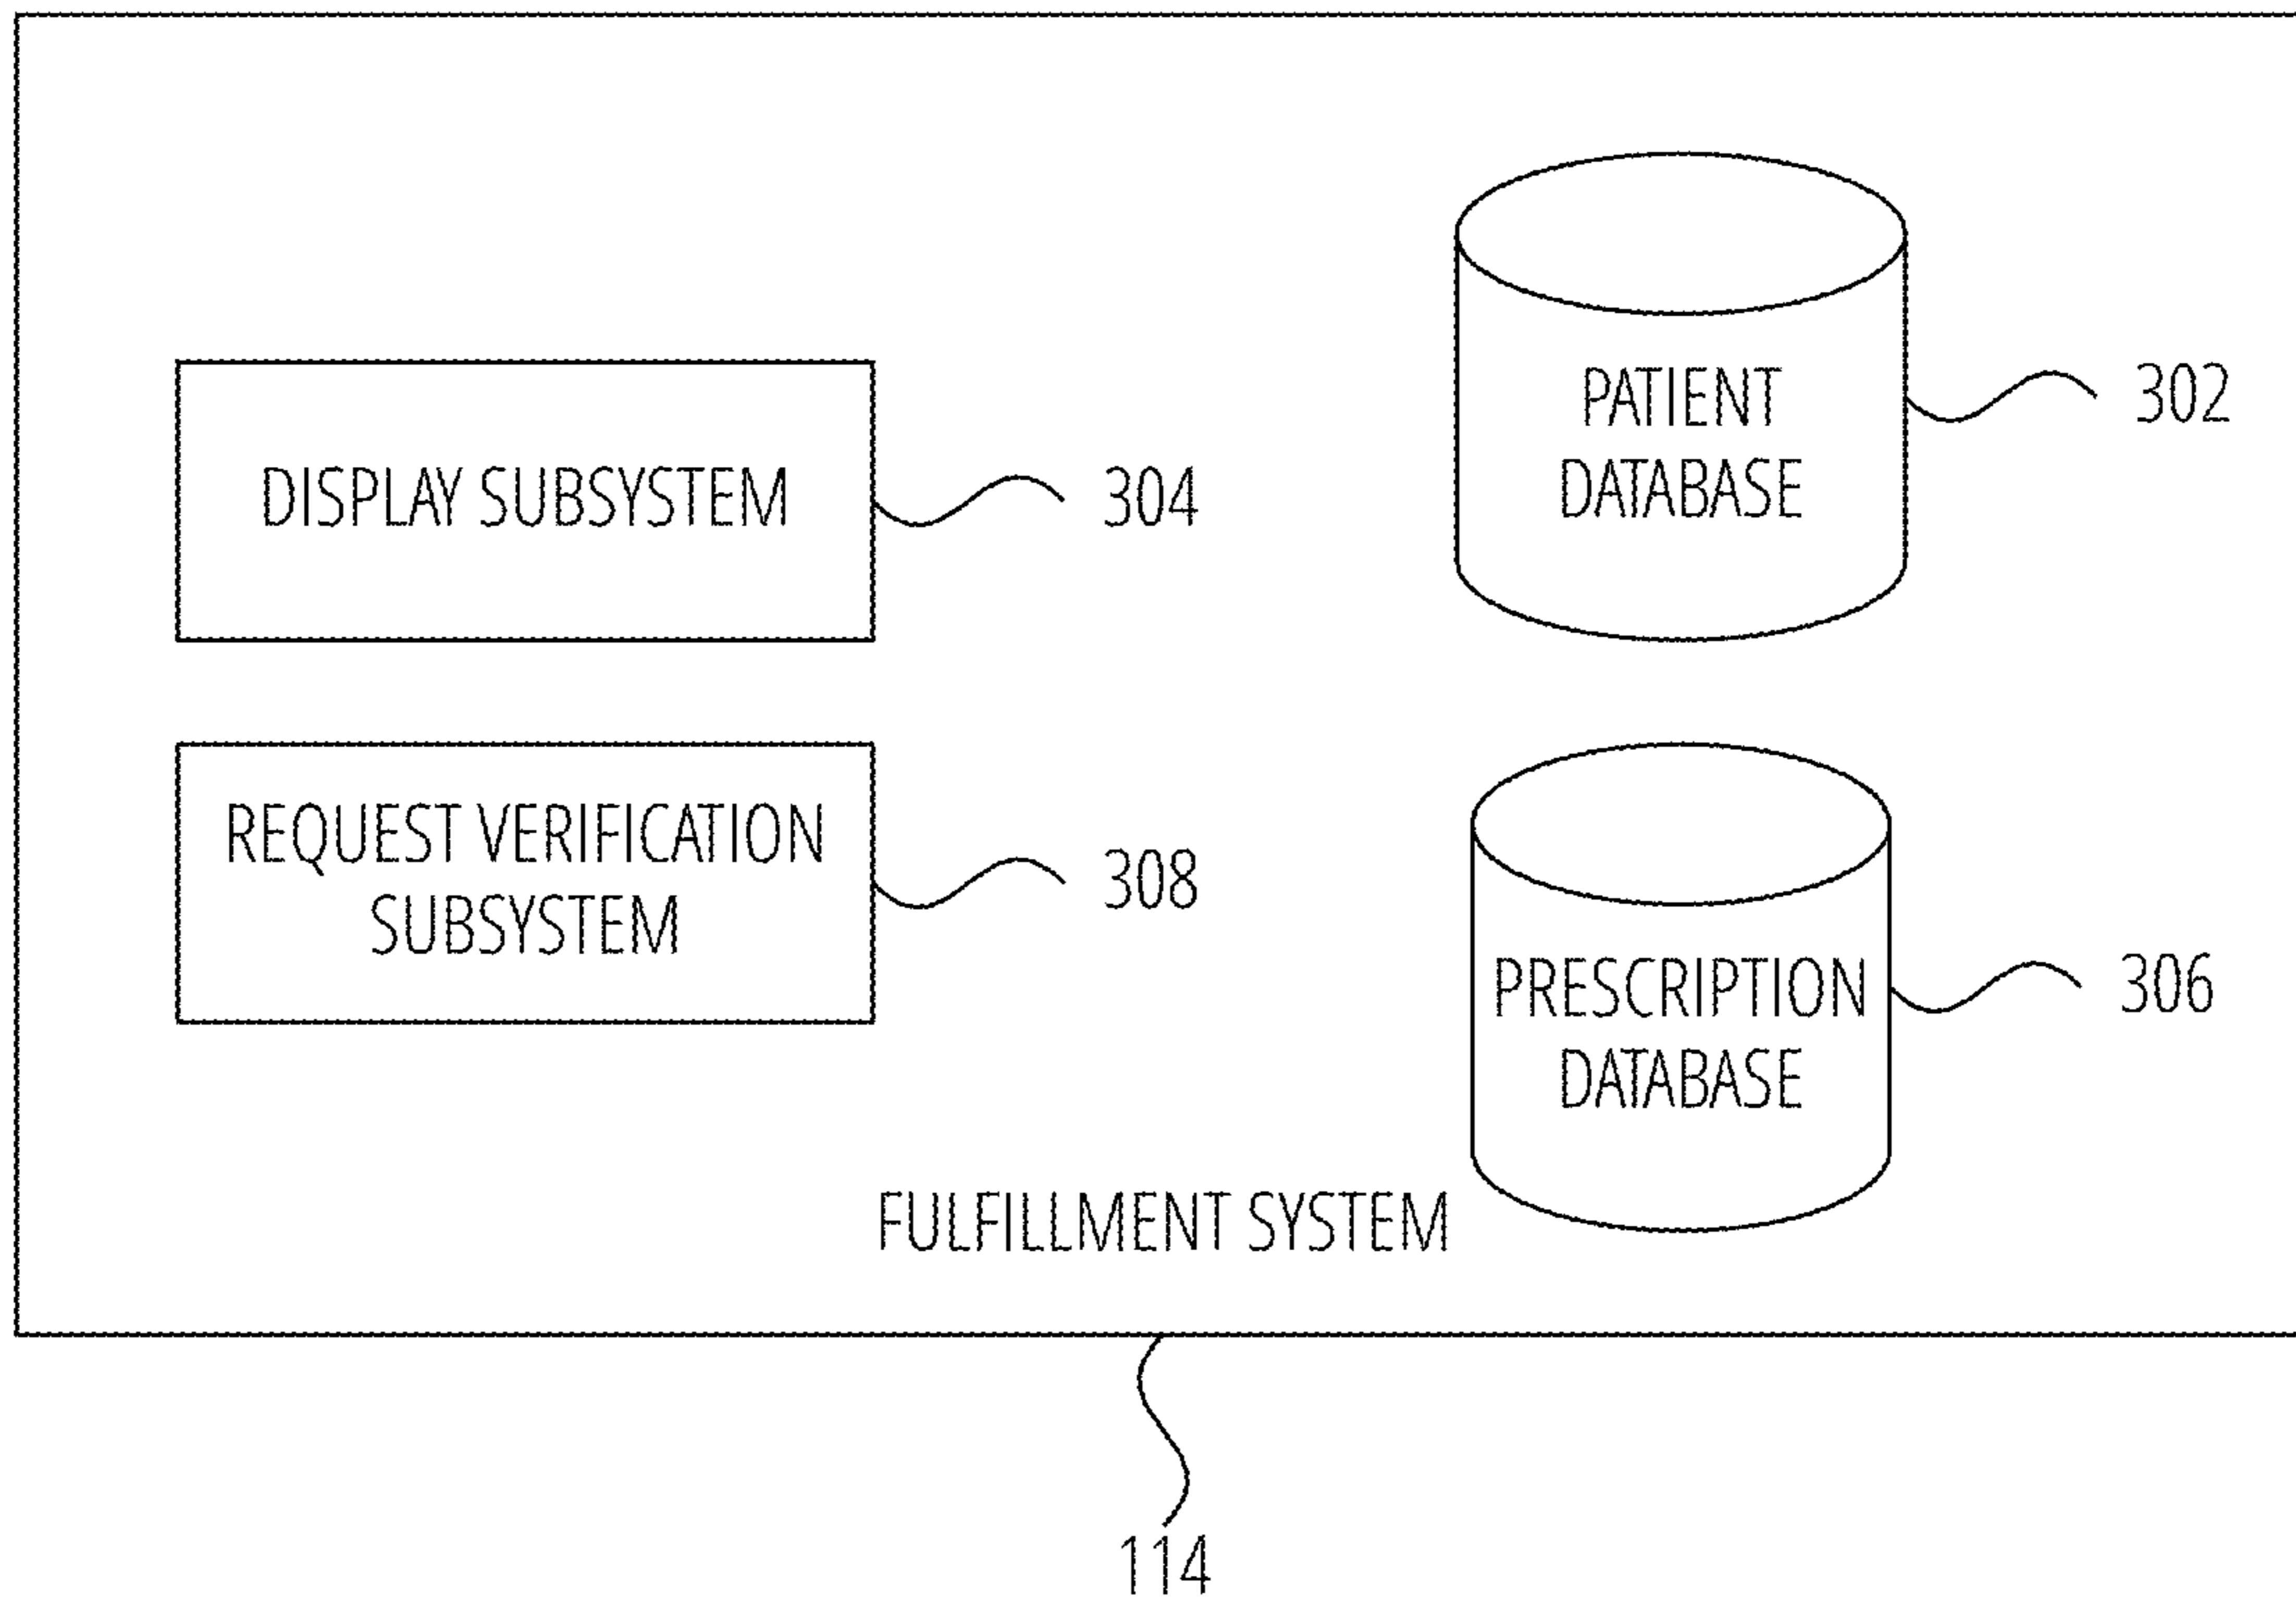 PATIENT
DATABASE
302
DISPLAY SUBSYSTEM
304
REQUEST VERIFICATION
SUBSYSTEM
308
PRESCRIPTION
DATABASE
306
FULFILLMENT SYSTEM
114